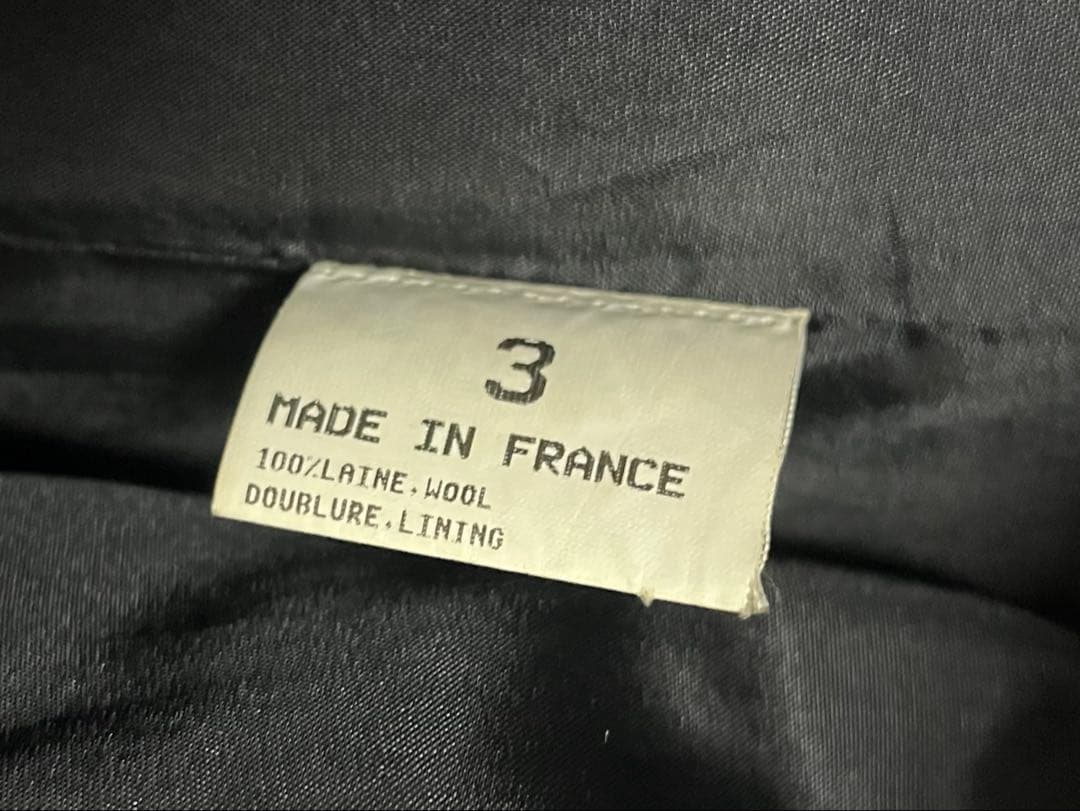 3
MADE IN FRANCE
100%LAINE,WOOL
DOUBLURE,LINING